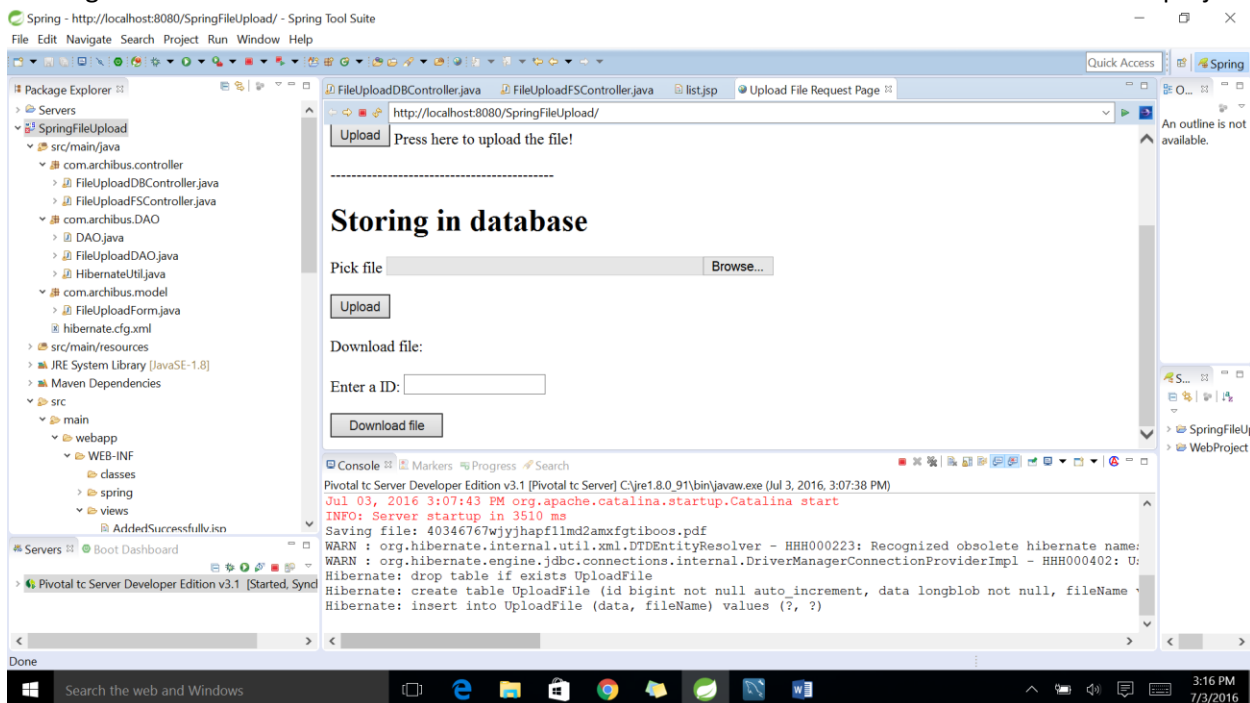 Spring - http://localhost:8080/SpringFileUpload/ - Spring Tool Suite
File Edit Navigate Search Project Run Window Help
Quick Access
Spring
Package Explorer
Servers
SpringFileUpload
src/main/java
com.archibus.controller
FileUploadDBController.java
FileUploadFSController.java
com.archibus.DAO
DAO.java
FileUploadDAO.java
HibernateUtil.java
com.archibus.model
FileUploadForm.java
hibernate.cfg.xml
src/main/resources
JRE System Library [JavaSE-1.8]
Maven Dependencies
src
main
webapp
WEB-INF
classes
spring
views
AddedSuccessfully.jsp
Servers Boot Dashboard
Pivotal tc Server Developer Edition v3.1 [Started, Synch
FileUploadDBController.java FileUploadFSController.java list.jsp Upload File Request Page
http://localhost:8080/SpringFileUpload/
Upload Press here to upload the file!
-------------------------------------------
Storing in database
Pick file Browse...
Upload
Download file:
Enter a ID:
Download file
O...
An outline is not
available.
S...
SpringFileUp
WebProject
Console Markers Progress Search
Pivotal tc Server Developer Edition v3.1 [Pivotal tc Server] C:\jre1.8.0_91\bin\javaw.exe (Jul 3, 2016, 3:07:38 PM)
Jul 03, 2016 3:07:43 PM org.apache.catalina.startup.Catalina start
INFO: Server startup in 3510 ms
Saving file: 40346767wjyjhapfl1md2amxfgtiboos.pdf
WARN : org.hibernate.internal.util.xml.DTDEntityResolver - HHH000223: Recognized obsolete hibernate name
WARN : org.hibernate.engine.jdbc.connections.internal.DriverManagerConnectionProviderImpl - HHH000402: U
Hibernate: drop table if exists UploadFile
Hibernate: create table UploadFile (id bigint not null auto_increment, data longblob not null, fileName
Hibernate: insert into UploadFile (data, fileName) values (?, ?)
Done
Search the web and Windows
3:16 PM
7/3/2016